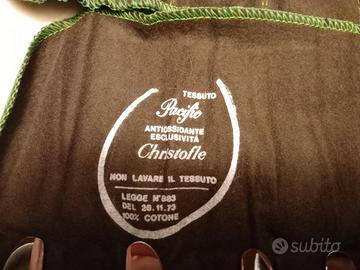 TESSUTO
Pacific
ANTIOSSIDANTE
ESCLUSIVITÀ
Christofle
NON LAVARE IL TESSUTO
LEGGE N°883
DEL 26.11.73
100% COTONE
subito